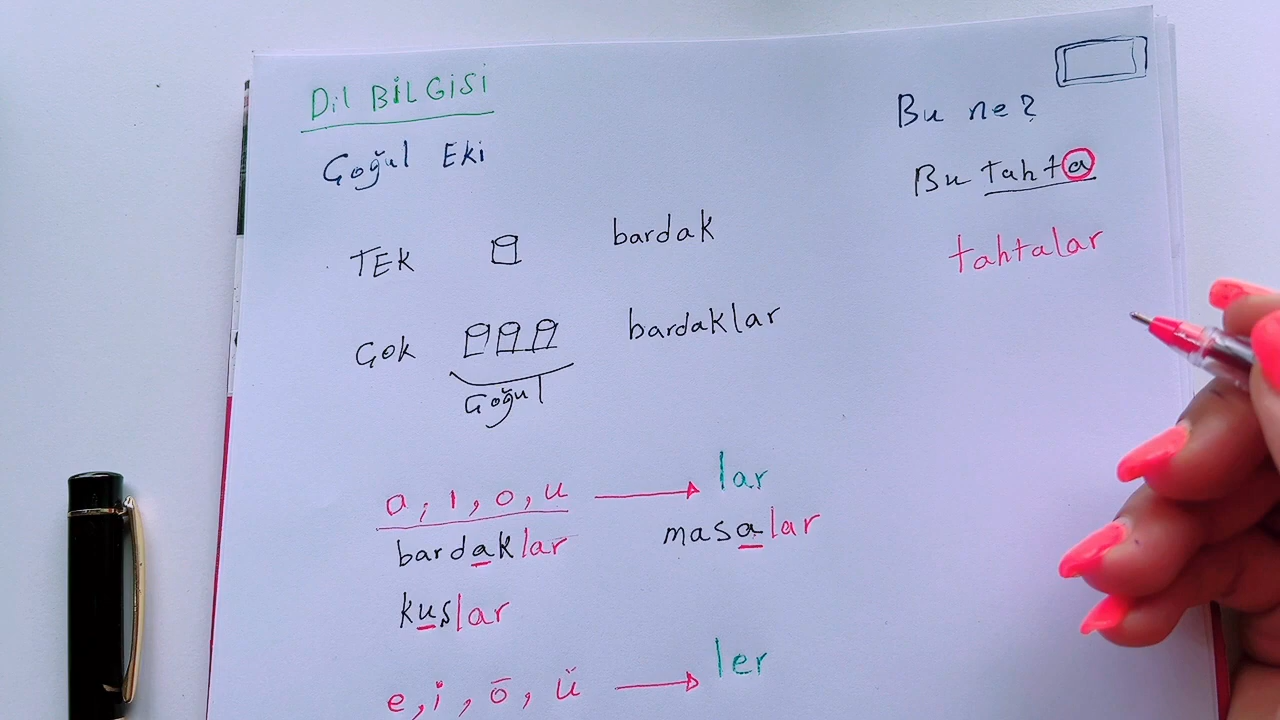 DİL BİLGİSİ
Çoğul Eki
TEK bardak
Çok bardaklar
Çoğul
a, ı, o, u → lar
bardaklar masalar
kuşlar
e, i, ö, ü → ler
Bu ne?
Bu tahta
tahtalar